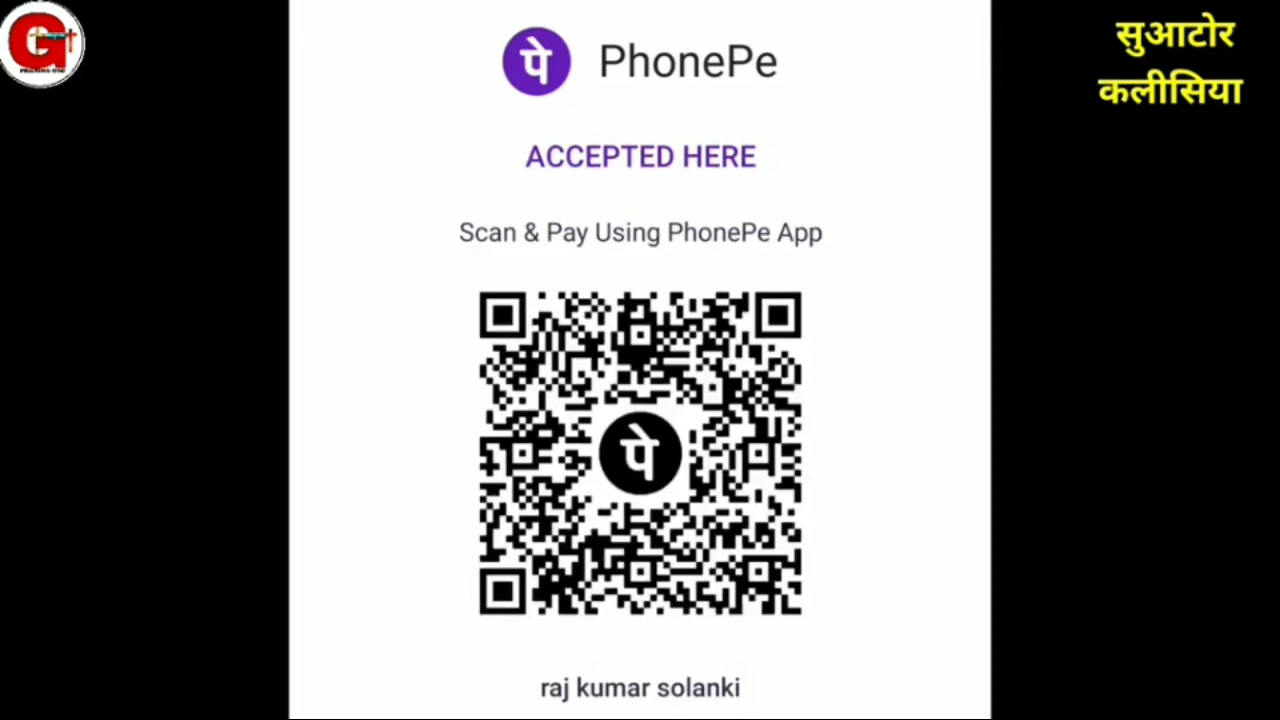 पे PhonePe
सुआटोर
कलीसिया
ACCEPTED HERE
Scan & Pay Using PhonePe App
पे
raj kumar solanki